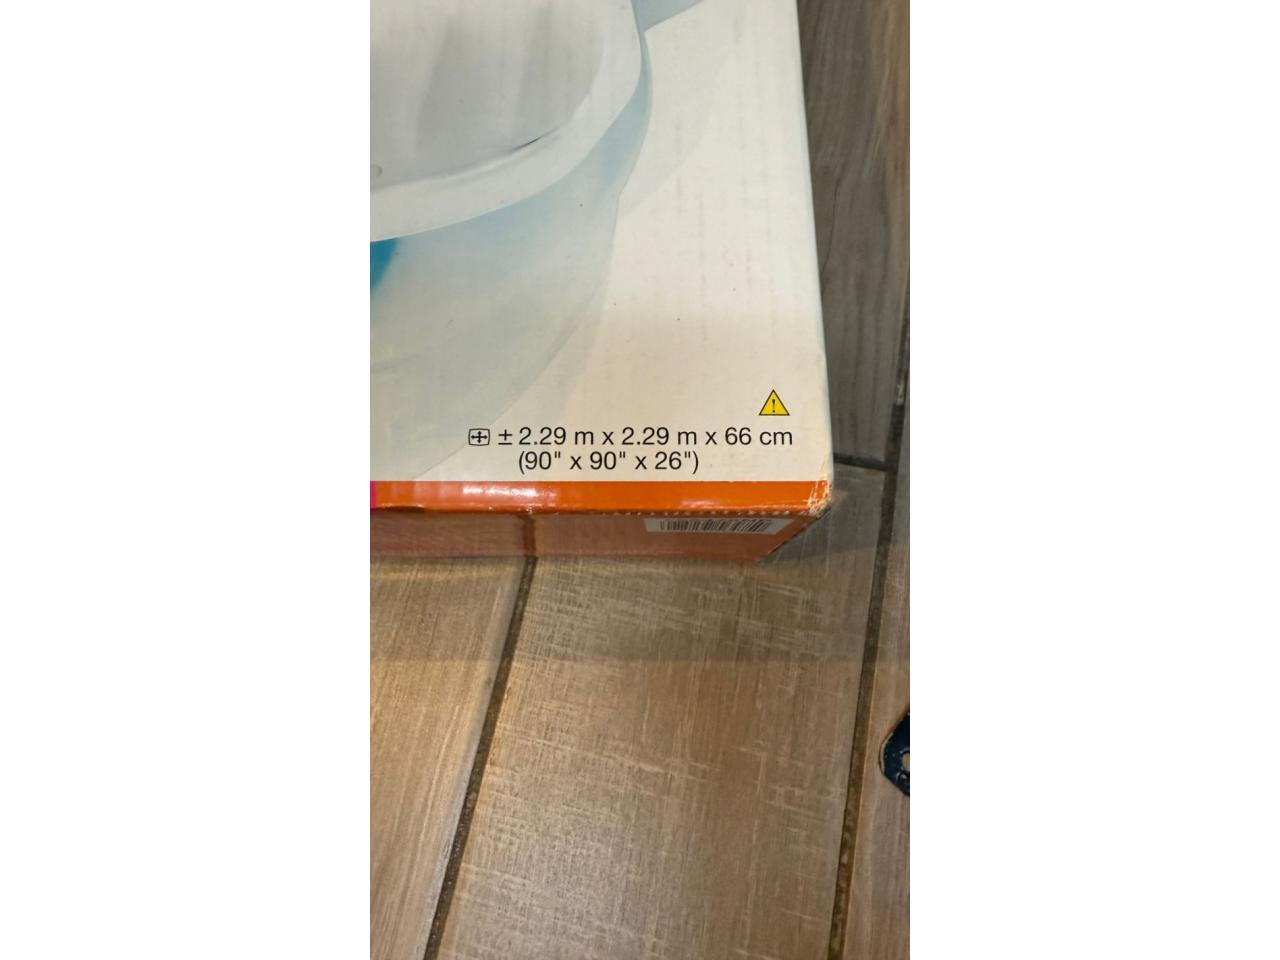 ± 2.29 m x 2.29 m x 66 cm
(90" x 90" x 26")